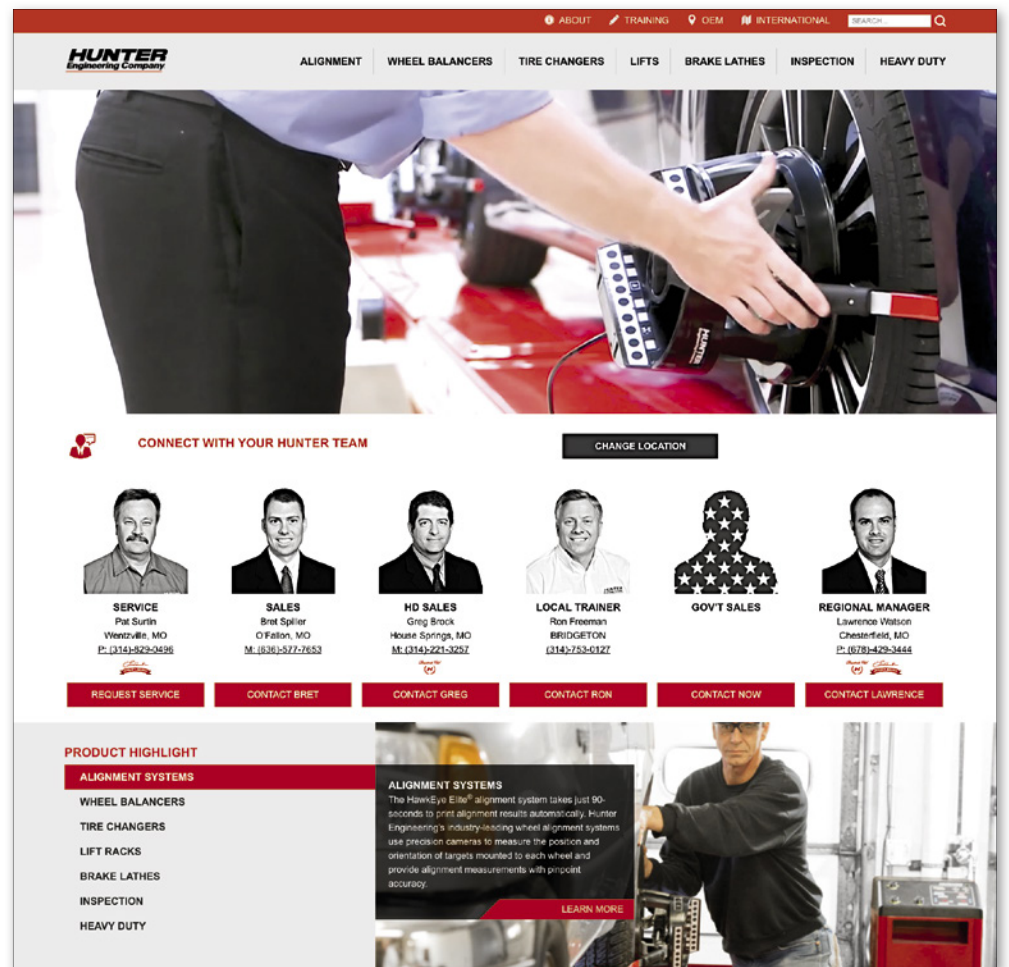 ABOUT
TRAINING
OEM
INTERNATIONAL
SEARCH...
HUNTER
Engineering Company
ALIGNMENT
WHEEL BALANCERS
TIRE CHANGERS
LIFTS
BRAKE LATHES
INSPECTION
HEAVY DUTY
HUNTER
CONNECT WITH YOUR HUNTER TEAM
CHANGE LOCATION
SERVICE
Pat Surtin
Wentzville, MO
P: (314)-829-0496
REQUEST SERVICE
SALES
Bret Spiller
O'Fallon, MO
M: (636)-577-7653
CONTACT BRET
HD SALES
Greg Brock
House Springs, MO
M: (314)-221-3257
CONTACT GREG
LOCAL TRAINER
Ron Freeman
BRIDGETON
(314)-753-0127
CONTACT RON
GOV'T SALES
CONTACT NOW
REGIONAL MANAGER
Lawrence Watson
Chesterfield, MO
P: (678)-429-3444
CONTACT LAWRENCE
PRODUCT HIGHLIGHT
ALIGNMENT SYSTEMS
WHEEL BALANCERS
TIRE CHANGERS
LIFT RACKS
BRAKE LATHES
INSPECTION
HEAVY DUTY
ALIGNMENT SYSTEMS
The HawkEye Elite® alignment system takes just 90-
seconds to print alignment results automatically. Hunter
Engineering's industry-leading wheel alignment systems
use precision cameras to measure the position and
orientation of targets mounted to each wheel and
provide alignment measurements with pinpoint
accuracy.
LEARN MORE